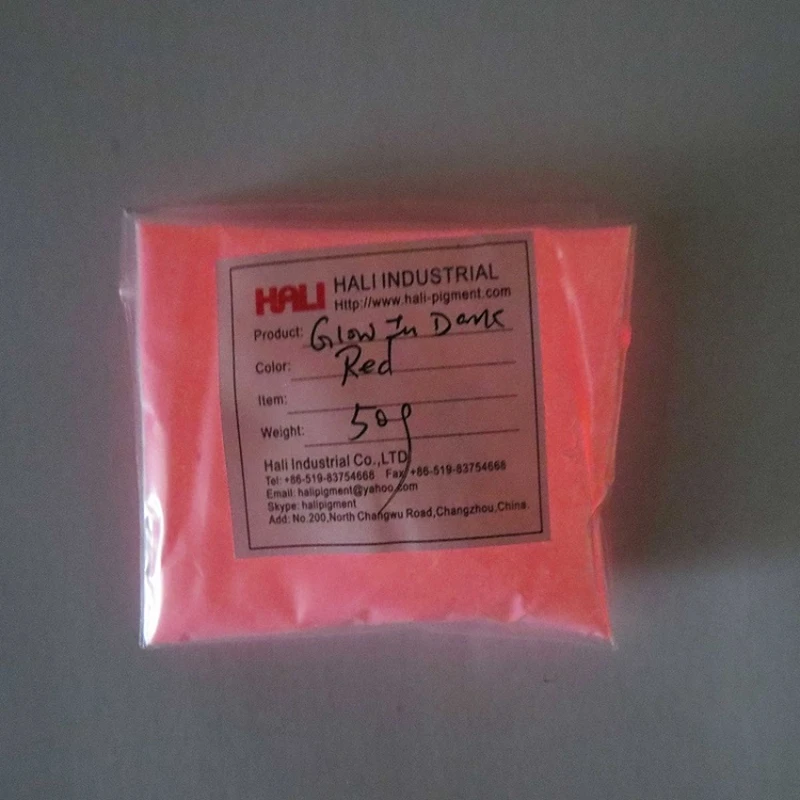 HALI HALI INDUSTRIAL
Http://www.hali-pigment.com
Product: Glow In Dark
Color: Red
Item:
Weight: 50g
Hali Industrial Co.,LTD
Tel: +86-519-83754668 Fax: +86-519-83754668
Email: halipigment@yahoo.com
Skype: halipigment
Add: No.200,North Changwu Road,Changzhou,China.